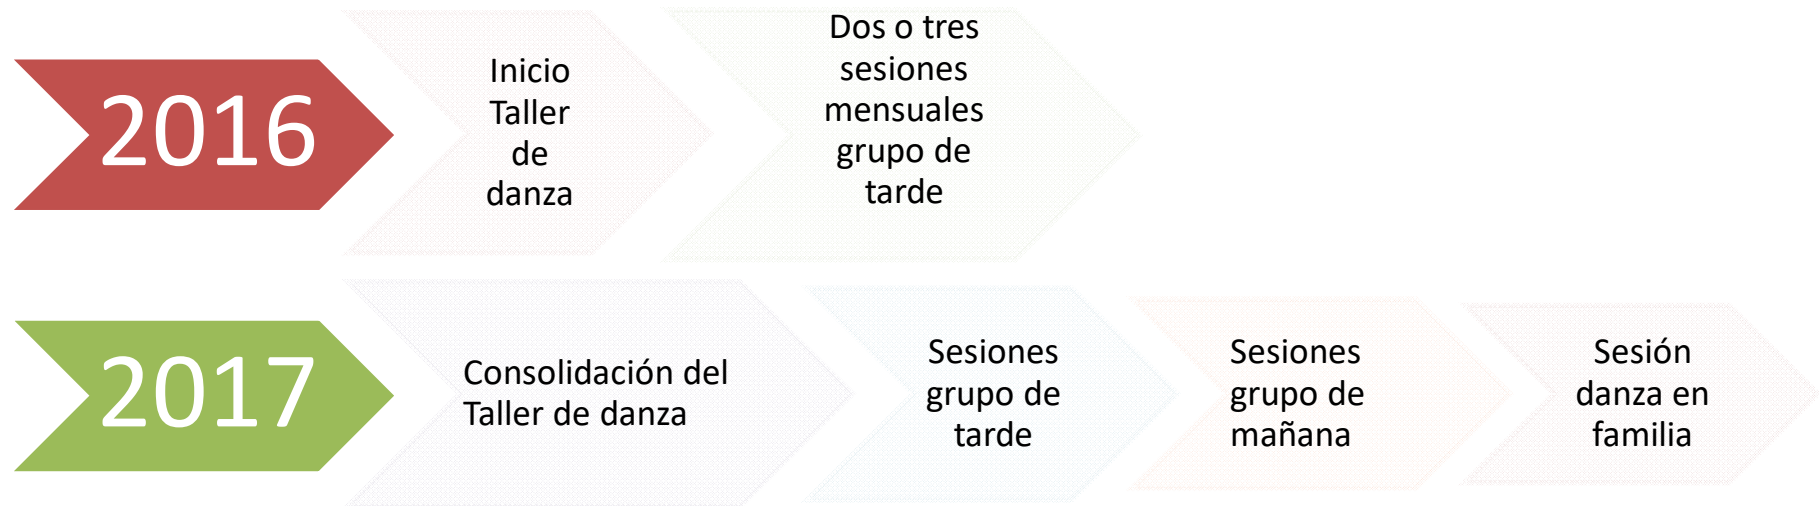 2016
Inicio
Taller
de
danza
Dos o tres
sesiones
mensuales
grupo de
tarde
2017
Consolidación del
Taller de danza
Sesiones
grupo de
tarde
Sesiones
grupo de
mañana
Sesión
danza en
familia